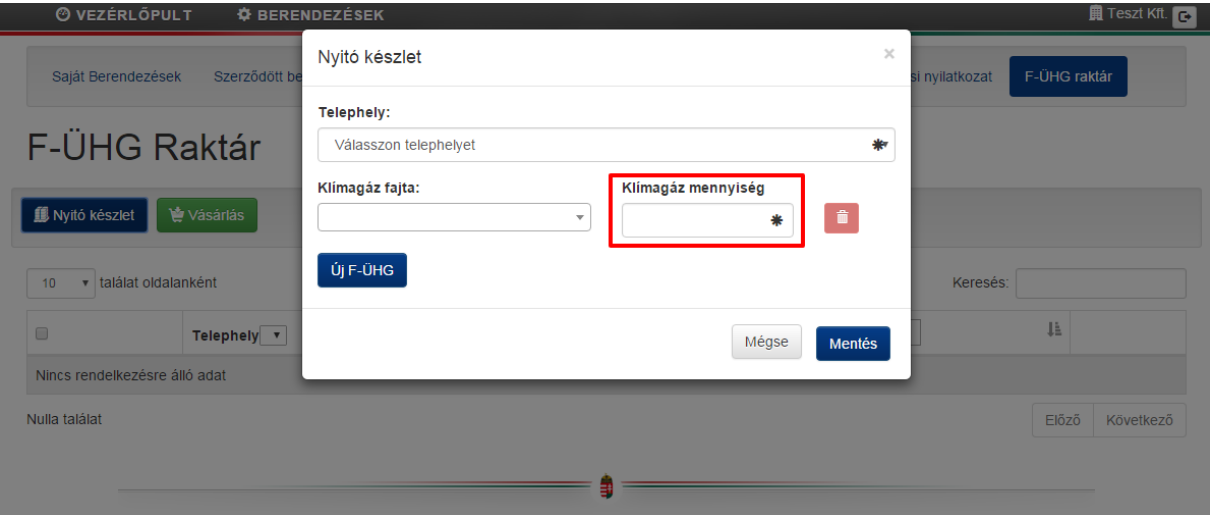 VEZÉRLŐPULT BERENDEZÉSEK Teszt Kft.
Saját Berendezések Szerződött be si nyilatkozat F-ÜHG raktár
F-ÜHG Raktár
Nyitó készlet Vásárlás
10 találat oldalanként Keresés:
Telephely
Nincs rendelkezésre álló adat
Nulla találat Előző Következő
Nyitó készlet ×
Telephely:
Válasszon telephelyet
Klímagáz fajta: Klímagáz mennyiség
Új F-ÜHG
Mégse Mentés